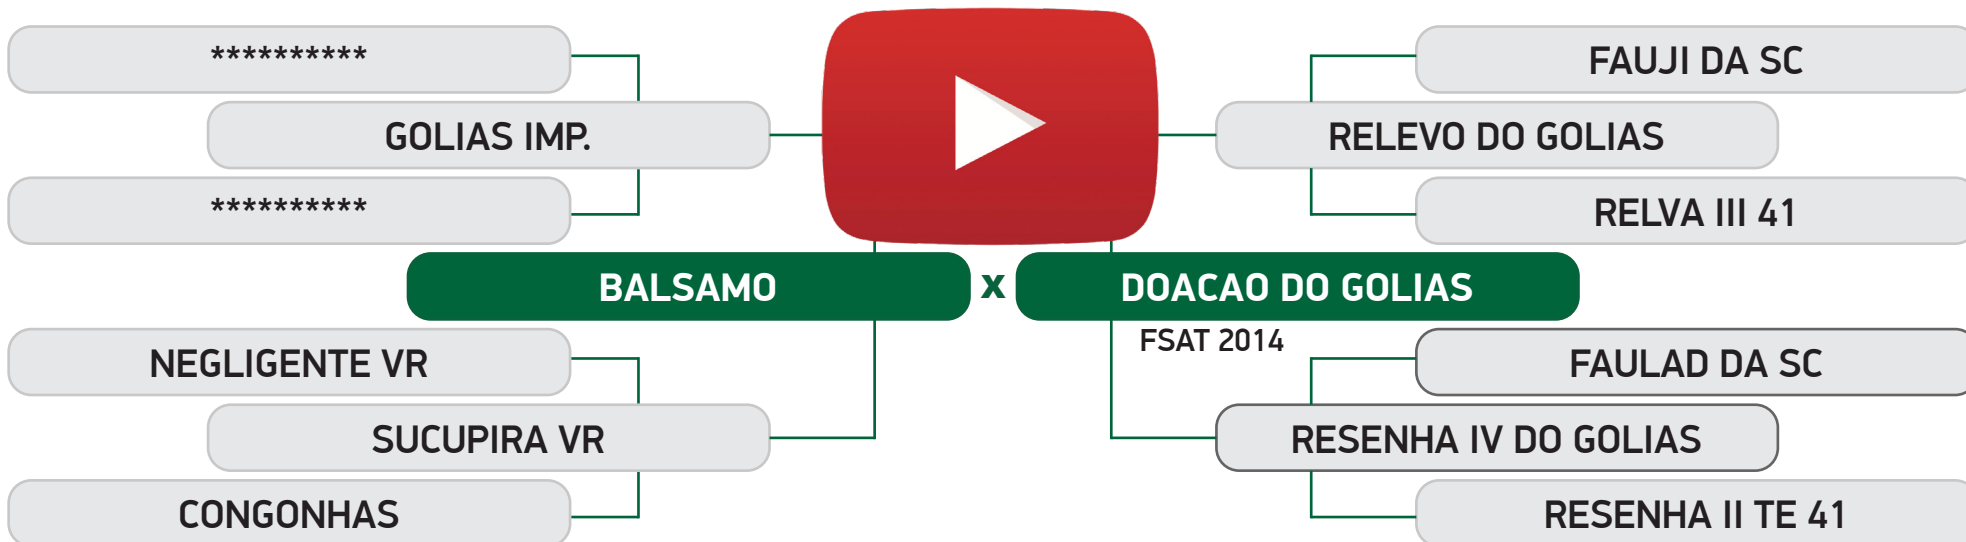 **********
FAUJI DA SC
GOLIAS IMP.
RELEVO DO GOLIAS
**********
RELVA III 41
BALSAMO x DOACAO DO GOLIAS
FSAT 2014
NEGLIGENTE VR
FAULAD DA SC
SUCUPIRA VR
RESENHA IV DO GOLIAS
CONGONHAS
RESENHA II TE 41